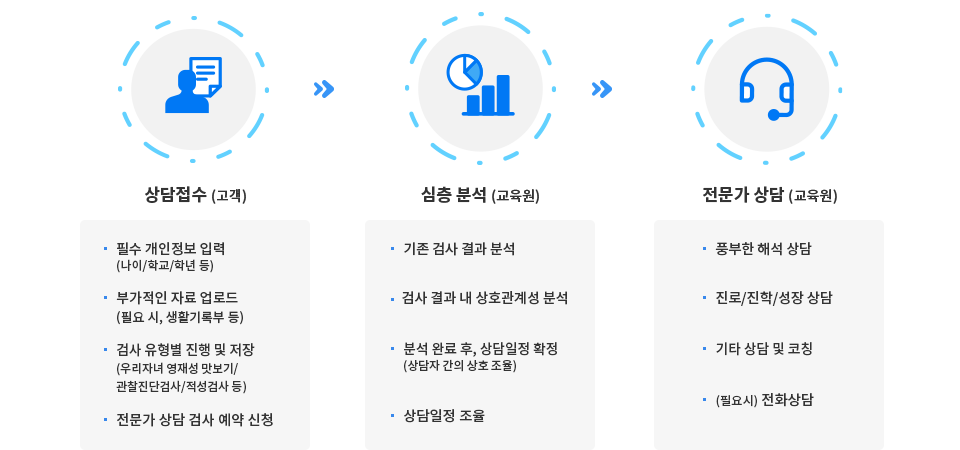 상담접수 (고객)
필수 개인정보 입력
(나이/학교/학년 등)
부가적인 자료 업로드
(필요 시, 생활기록부 등)
검사 유형별 진행 및 저장
(우리자녀 영재성 맛보기/
관찰진단검사/적성검사 등)
전문가 상담 검사 예약 신청
심층 분석 (교육원)
기존 검사 결과 분석
검사 결과 내 상호관계성 분석
분석 완료 후, 상담일정 확정
(상담자 간의 상호 조율)
상담일정 조율
전문가 상담 (교육원)
풍부한 해석 상담
진로/진학/성장 상담
기타 상담 및 코칭
(필요시) 전화상담